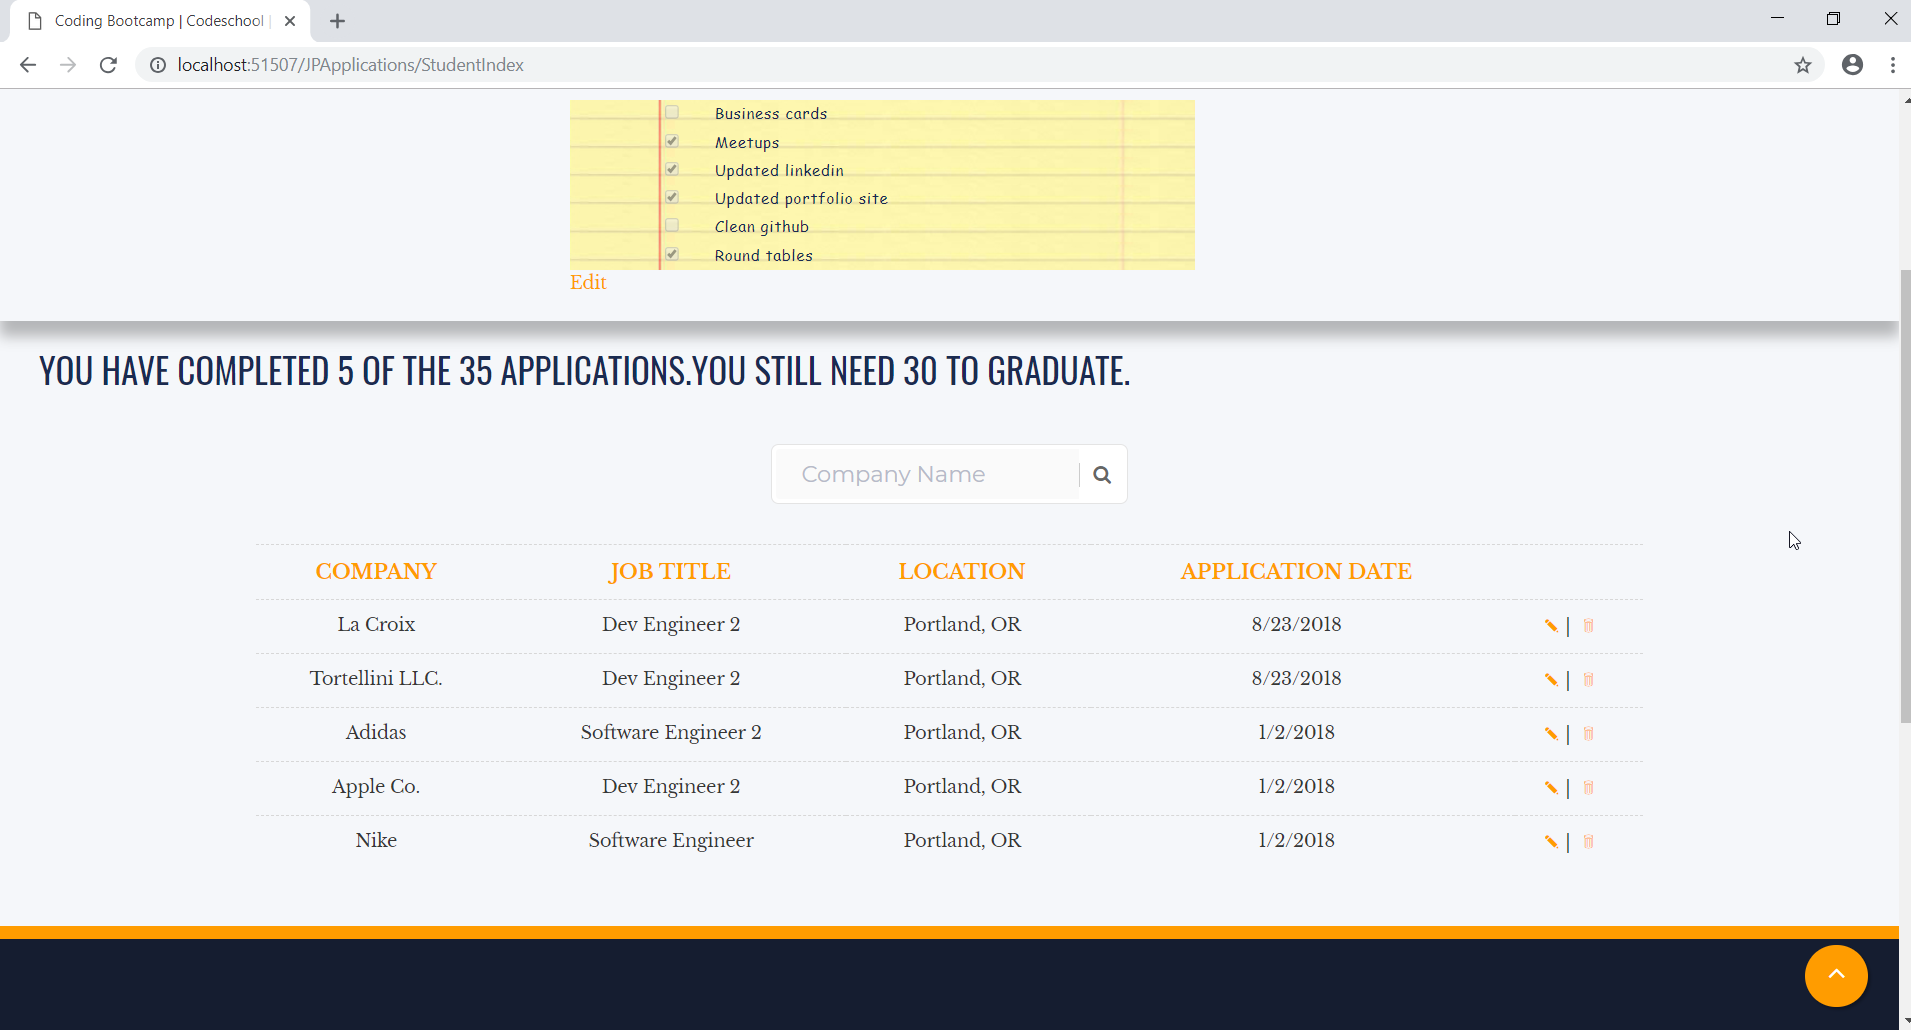 Coding Bootcamp | Codeschool |
localhost:51507/JPApplications/StudentIndex
Business cards
Meetups
Updated linkedin
Updated portfolio site
Clean github
Round tables
Edit
YOU HAVE COMPLETED 5 OF THE 35 APPLICATIONS.YOU STILL NEED 30 TO GRADUATE.
Company Name
COMPANY JOB TITLE LOCATION APPLICATION DATE
La Croix Dev Engineer 2 Portland, OR 8/23/2018 |
Tortellini LLC. Dev Engineer 2 Portland, OR 8/23/2018 |
Adidas Software Engineer 2 Portland, OR 1/2/2018 |
Apple Co. Dev Engineer 2 Portland, OR 1/2/2018 |
Nike Software Engineer Portland, OR 1/2/2018 |